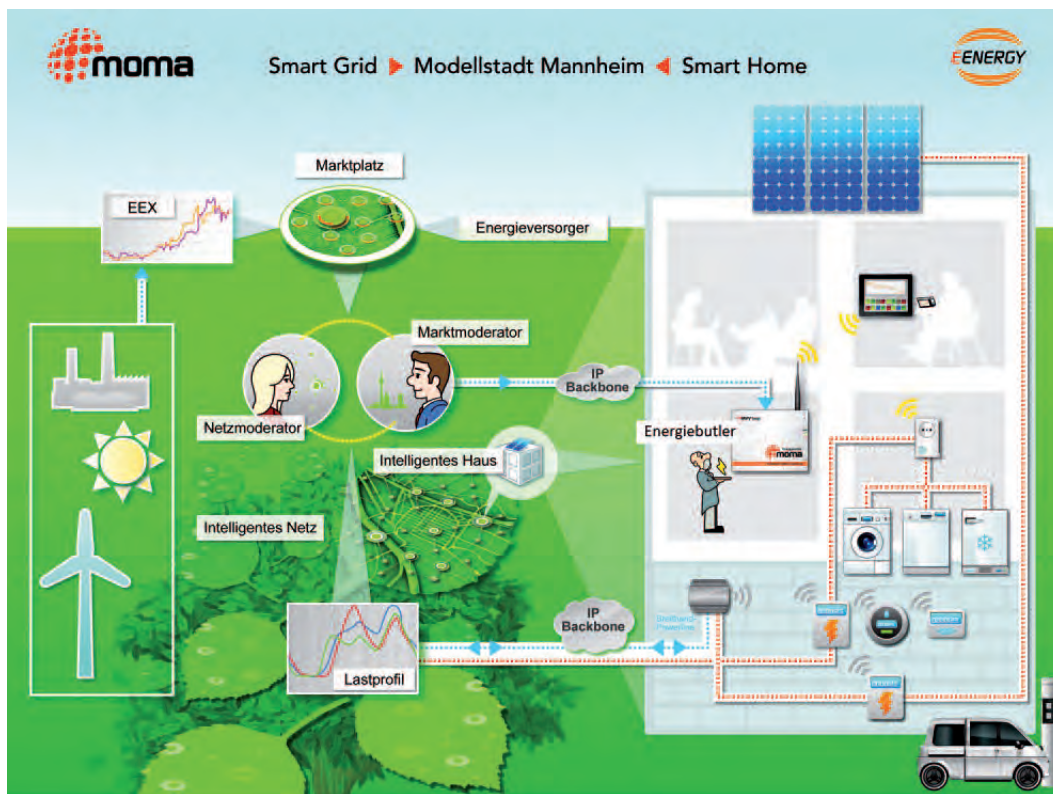 moma
Smart Grid ▶ Modellstadt Mannheim ◀ Smart Home
EENERGY
Marktplatz
EEX
Energieversorger
Marktmoderator
IP
Backbone
Netzmoderator
Energiebutler
moma
Intelligentes Haus
Intelligentes Netz
IP
Backbone
Lastprofil